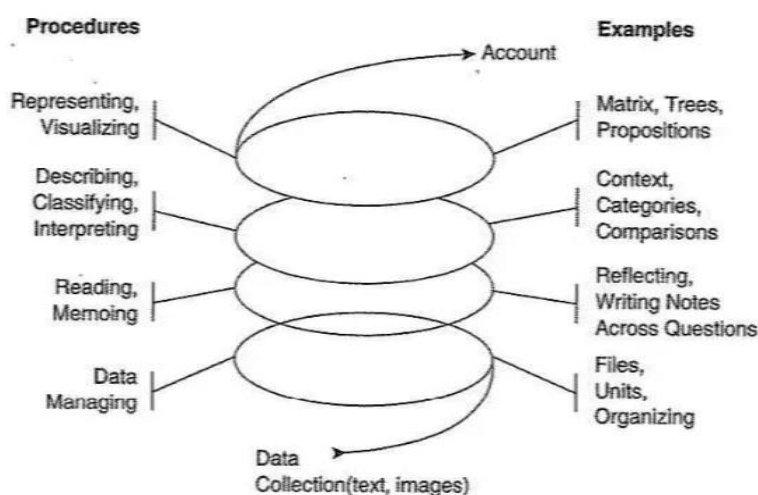 Procedures
Examples
Account
Representing,
Visualizing
Matrix, Trees,
Propositions
Describing,
Classifying,
Interpreting
Context,
Categories,
Comparisons
Reading,
Memoing
Reflecting,
Writing Notes
Across Questions
Data
Managing
Files,
Units,
Organizing
Data
Collection(text, images)